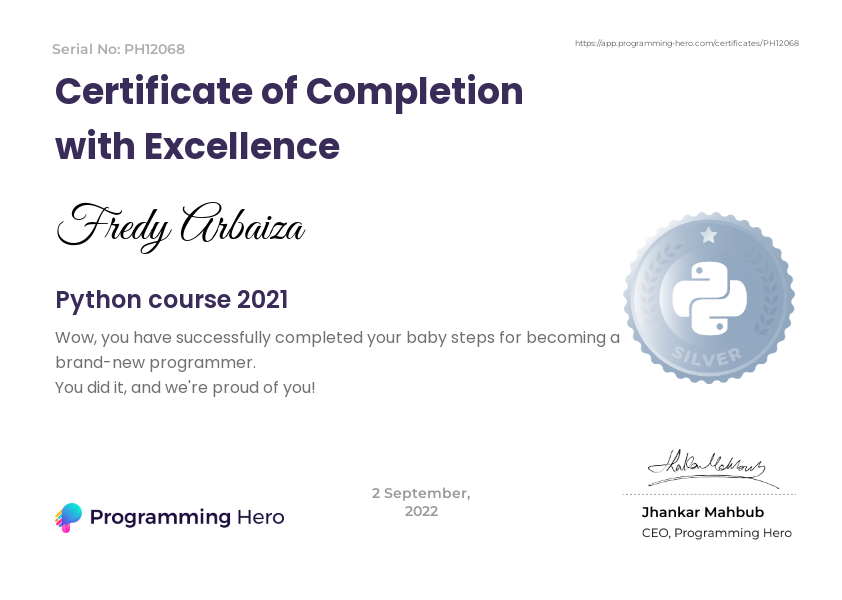 Serial No: PH12068
https://app.programming-hero.com/certificates/PH12068
Certificate of Completion
with Excellence
Fredy Arbaiza
Python course 2021
Wow, you have successfully completed your baby steps for becoming a
brand-new programmer.
You did it, and we're proud of you!
SILVER
2 September,
2022
Programming Hero
Jhankar Mahbub
Jhankar Mahbub
CEO, Programming Hero